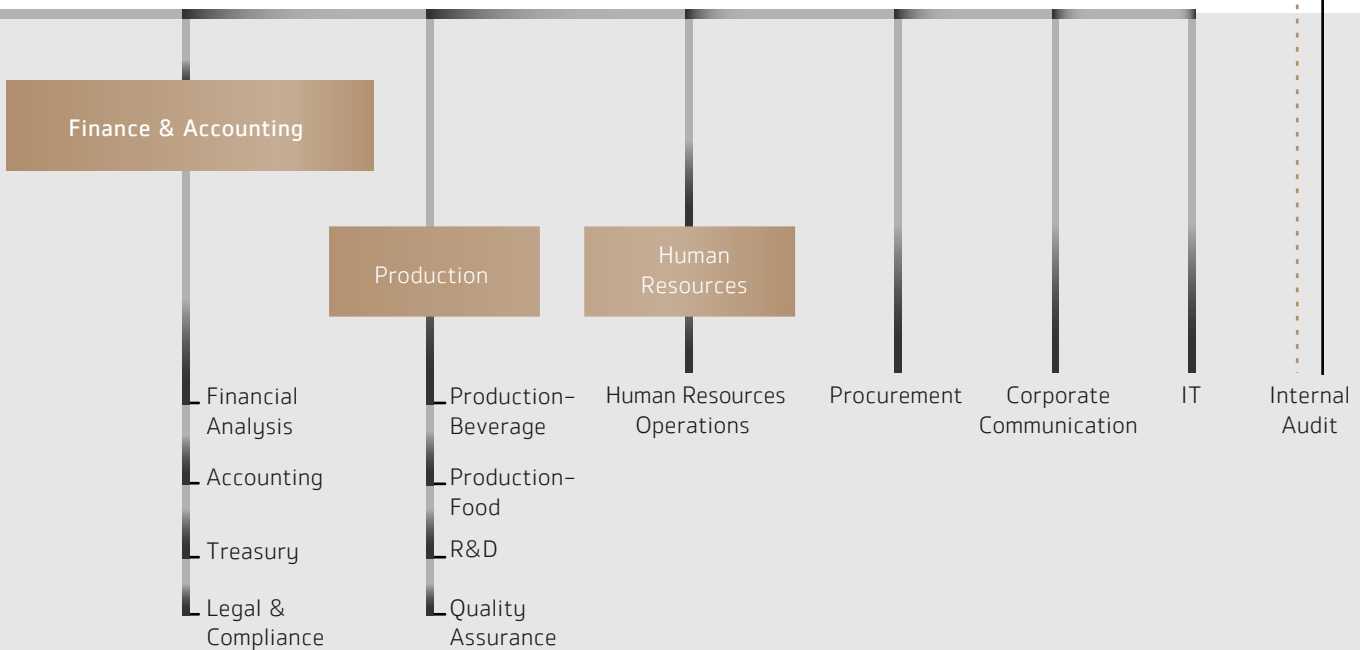 Finance & Accounting
Production
Human
Resources
Financial
Analysis
Accounting
Treasury
Legal &
Compliance
Production–
Beverage
Production–
Food
R&D
Quality
Assurance
Human Resources
Operations
Procurement
Corporate
Communication
IT
Internal
Audit